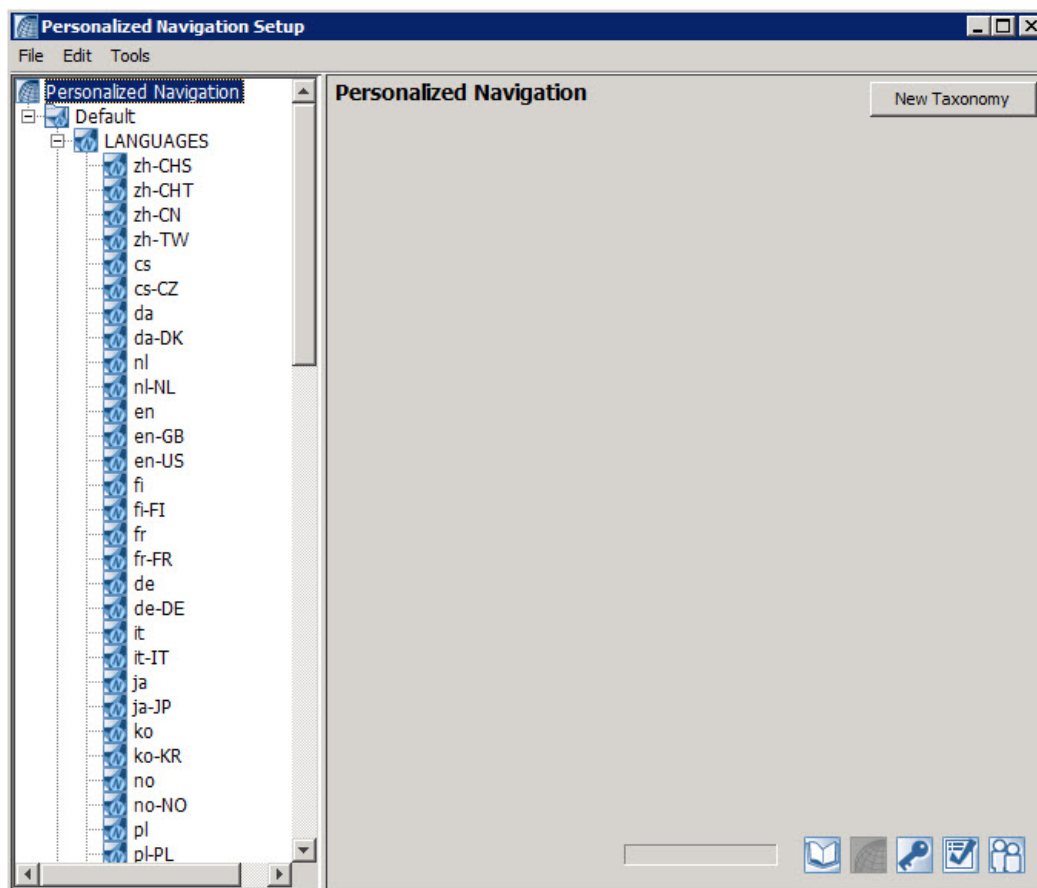 Personalized Navigation Setup
File Edit Tools
Personalized Navigation
Default
LANGUAGES
zh-CHS
zh-CHT
zh-CN
zh-TW
cs
cs-CZ
da
da-DK
nl
nl-NL
en
en-GB
en-US
fi
fi-FI
fr
fr-FR
de
de-DE
it
it-IT
ja
ja-JP
ko
ko-KR
no
no-NO
pl
pl-PL
Personalized Navigation
New Taxonomy